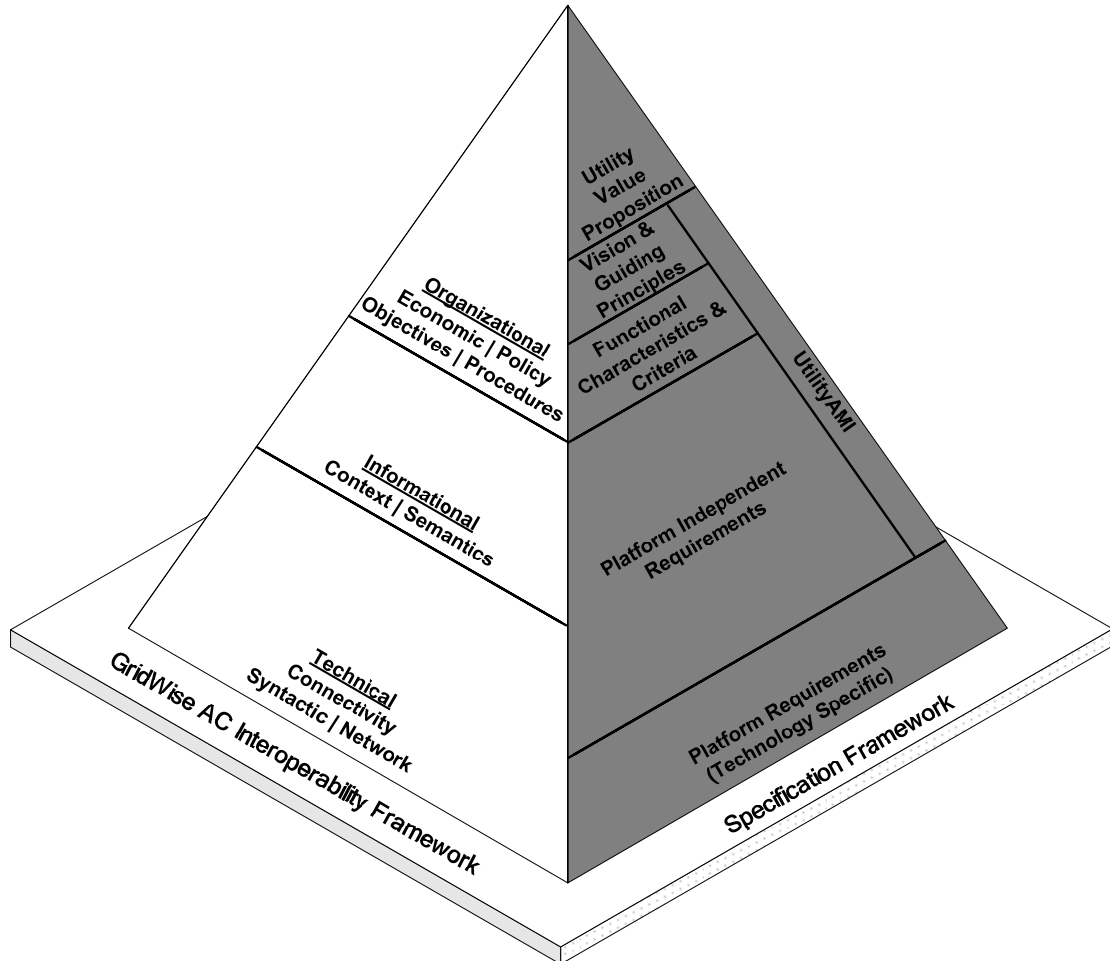 Organizational
Economic | Policy
Objectives | Procedures
Informational
Context | Semantics
Technical
Connectivity
Syntactic | Network
GridWise AC Interoperability Framework
Utility
Value
Proposition
Vision &
Guiding
Principles
Functional
Characteristics &
Criteria
UtilityAMI
Platform Independent
Requirements
Platform Requirements
(Technology Specific)
Specification Framework